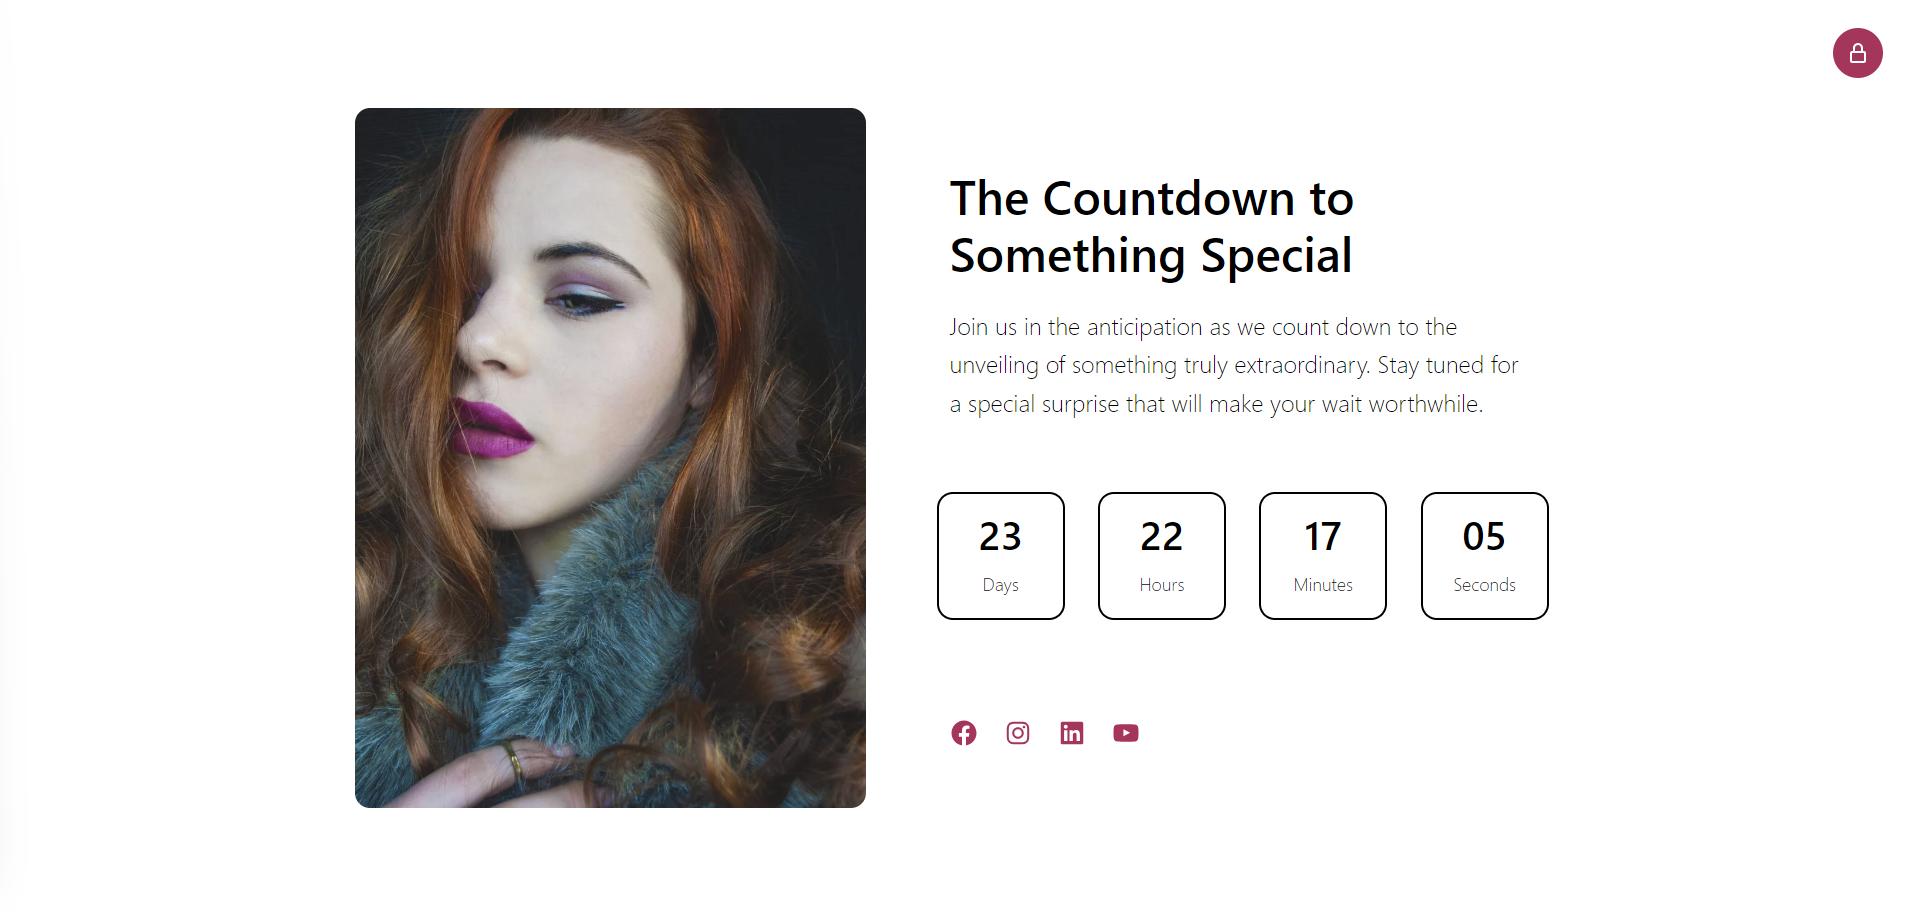 The Countdown to
Something Special
Join us in the anticipation as we count down to the
unveiling of something truly extraordinary. Stay tuned for
a special surprise that will make your wait worthwhile.
23 22 17 05
Days Hours Minutes Seconds